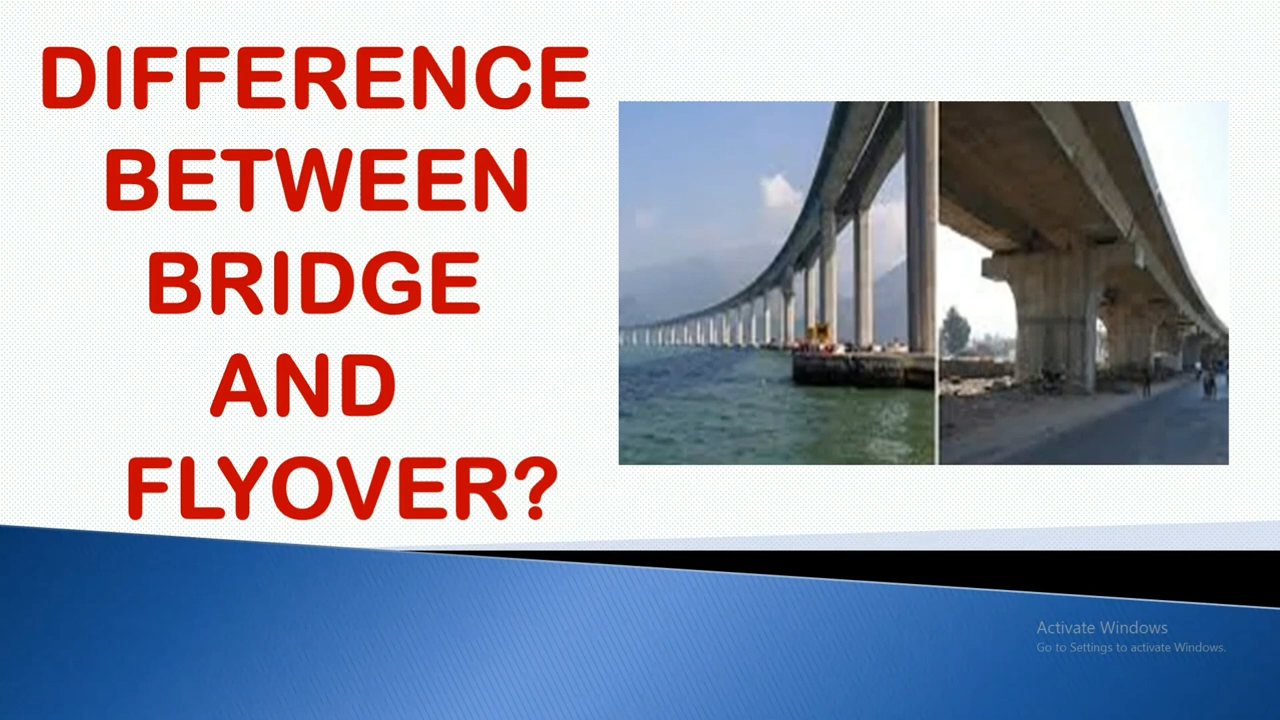 DIFFERENCE
BETWEEN
BRIDGE
AND
FLYOVER?
Activate Windows
Go to Settings to activate Windows.